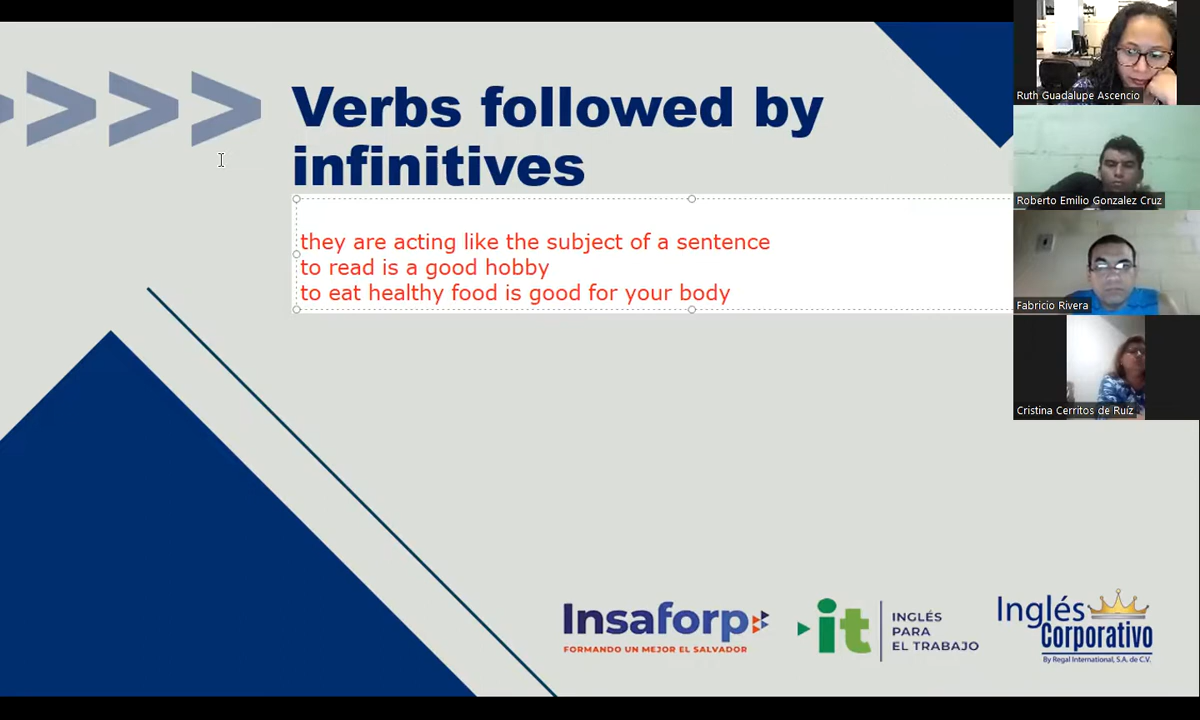 Verbs followed by
infinitives
they are acting like the subject of a sentence
to read is a good hobby
to eat healthy food is good for your body
Ruth Guadalupe Ascencio
Roberto Emilio Gonzalez Cruz
Fabricio Rivera
Cristina Cerritos de Ruíz
Insaforp
FORMANDO UN MEJOR EL SALVADOR
it
INGLÉS
PARA
EL TRABAJO
Inglés
Corporativo
By Regal International, S.A. de C.V.